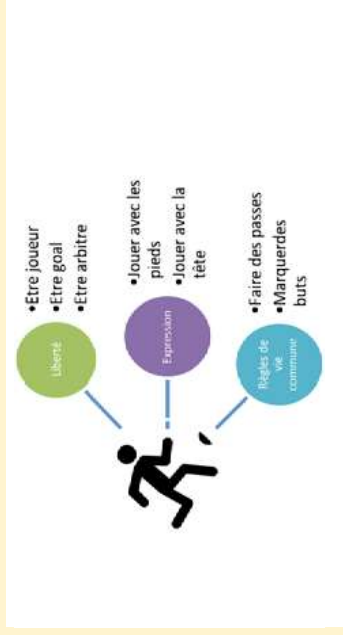 Liberté
•Etre joueur
•Etre goal
•Etre arbitre
Expression
•Jouer avec les
pieds
•Jouer avec la
tête
Règles de
vie
commune
•Faire des passes
•Marquerdes
buts